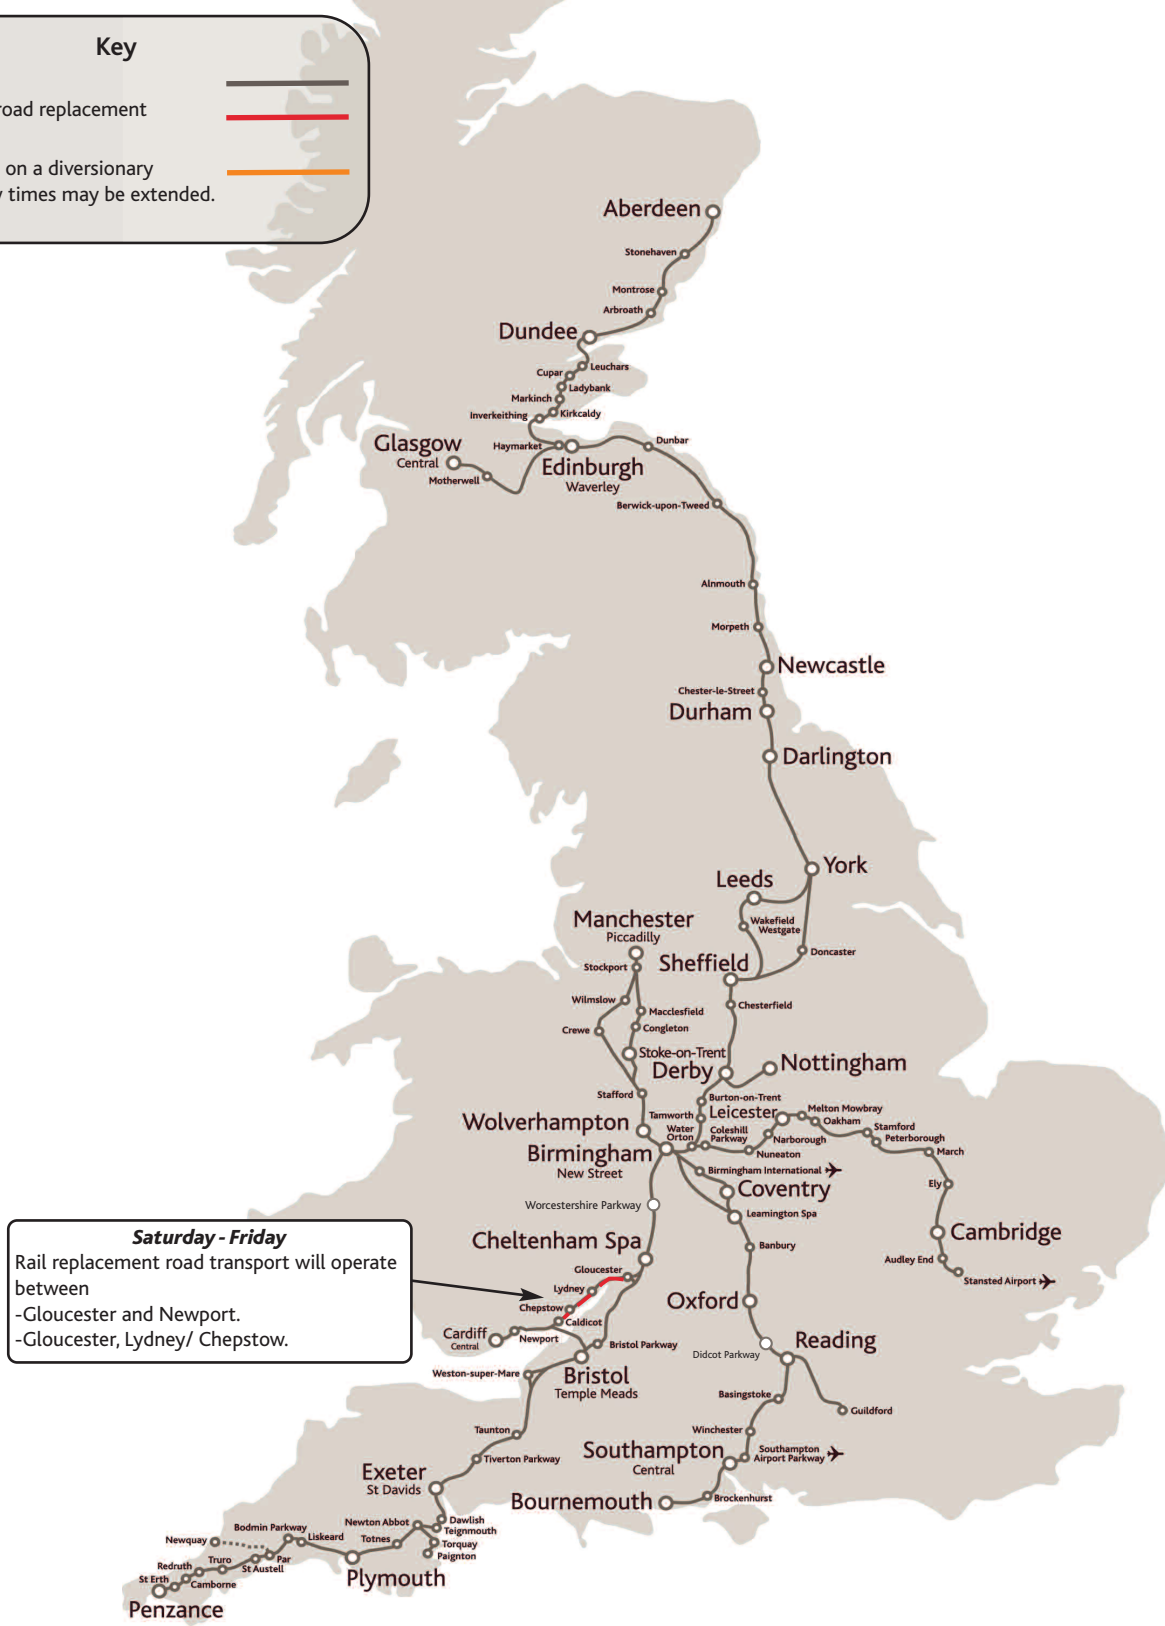 Key
road replacement
on a diversionary
times may be extended.
Aberdeen
Stonehaven
Montrose
Arbroath
Dundee
Leuchars
Cupar
Ladybank
Markinch
Kirkcaldy
Inverkeithing
Glasgow
Central
Motherwell
Haymarket
Edinburgh
Waverley
Dunbar
Berwick-upon-Tweed
Alnmouth
Morpeth
Newcastle
Chester-le-Street
Durham
Darlington
York
Leeds
Wakefield
Westgate
Doncaster
Manchester
Piccadilly
Stockport
Sheffield
Wilmslow
Macclesfield
Chesterfield
Crewe
Congleton
Stoke-on-Trent
Derby
Nottingham
Stafford
Burton-on-Trent
Tamworth
Leicester
Melton Mowbray
Oakham
Stamford
Peterborough
March
Wolverhampton
Water
Orton
Coleshill
Parkway
Narborough
Nuneaton
Birmingham
New Street
Birmingham International
Ely
Coventry
Worcestershire Parkway
Leamington Spa
Cambridge
Cheltenham Spa
Banbury
Audley End
Stansted Airport
Saturday - Friday
Rail replacement road transport will operate
between
-Gloucester and Newport.
-Gloucester, Lydney/ Chepstow.
Gloucester
Lydney
Chepstow
Caldicot
Oxford
Cardiff
Central
Newport
Bristol Parkway
Didcot Parkway
Reading
Weston-super-Mare
Bristol
Temple Meads
Basingstoke
Guildford
Taunton
Winchester
Tiverton Parkway
Southampton
Central
Southampton
Airport Parkway
Exeter
St Davids
Bournemouth
Brockenhurst
Dawlish
Teignmouth
Newton Abbot
Torquay
Paignton
Totnes
Bodmin Parkway
Liskeard
Newquay
Plymouth
Par
St Austell
Truro
Redruth
Camborne
St Erth
Penzance